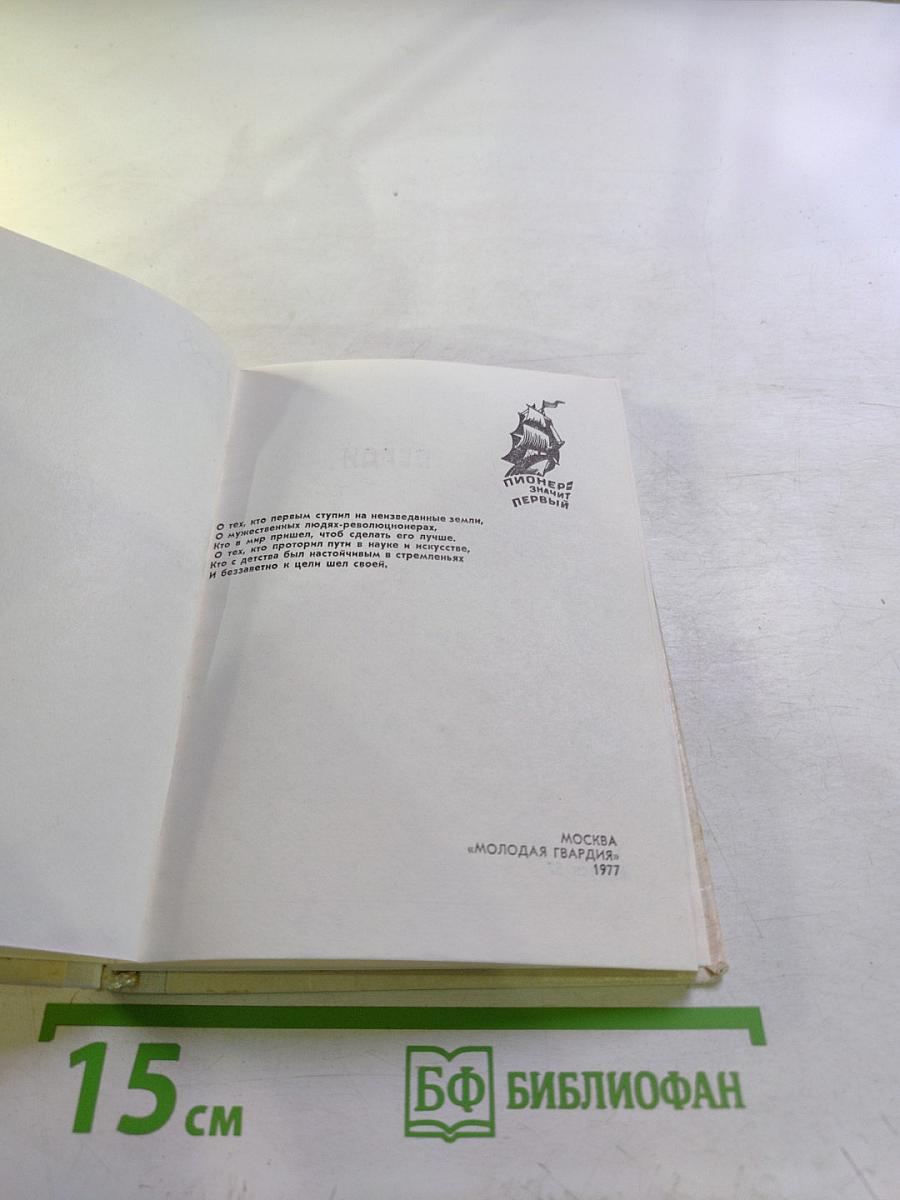 ПИОНЕР—
ЗНАЧИТ
ПЕРВЫЙ
О тех, кто первым ступил на неизведанные земли,
О мужественных людях-революционерах,
Кто в мир пришел, чтоб сделать его лучше.
О тех, кто проторил пути в науке и искусстве,
Кто с детства был настойчивым в стремленьях
И беззаветно к цели шел своей.
МОСКВА
«МОЛОДАЯ ГВАРДИЯ»
1977
15 см
БФ БИБЛИОФАН